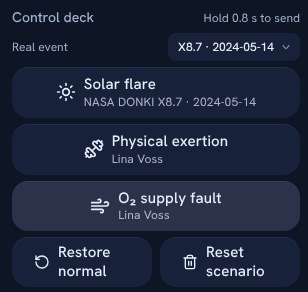 Control deck
Hold 0.8 s to send
Real event
X8.7 · 2024-05-14
Solar flare
NASA DONKI X8.7 · 2024-05-14
Physical exertion
Lina Voss
O₂ supply fault
Lina Voss
Restore
normal
Reset
scenario